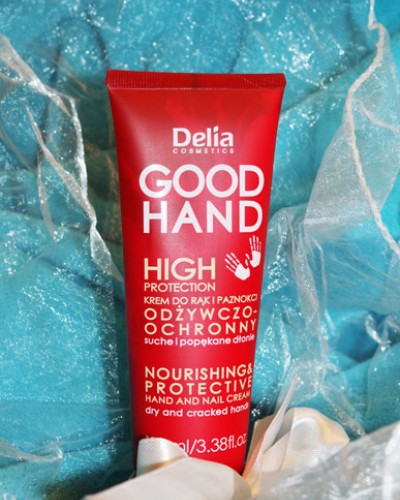 Delia
COSMETICS
GOOD
HAND
HIGH
PROTECTION
KREM DO RĄK I PAZNOKCI
ODŻYWCZO-
OCHRONNY
suche i popękane dłonie
NOURISHING&
PROTECTIVE
HAND AND NAIL CREAM
dry and cracked hands
ml/3.38fl.oz